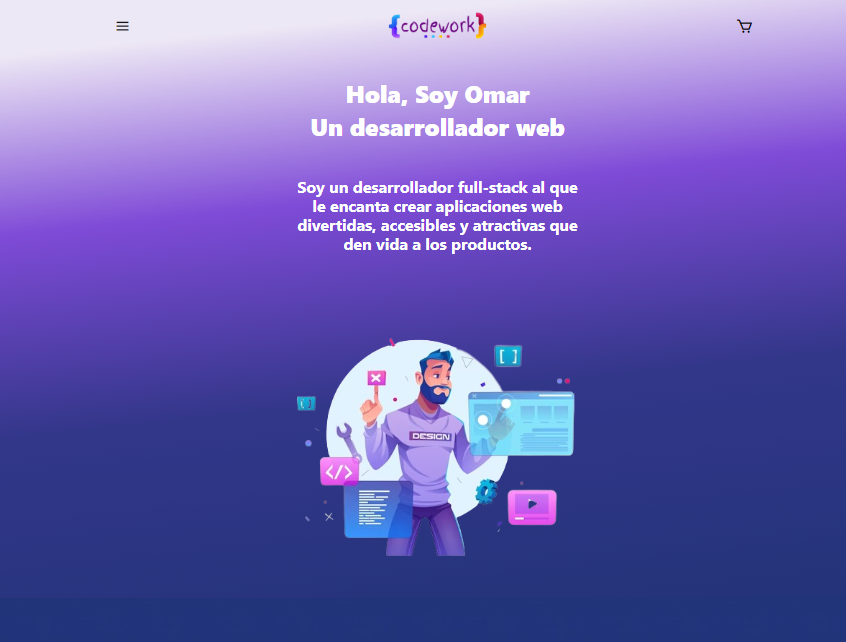 {codework}
Hola, Soy Omar
Un desarrollador web
Soy un desarrollador full-stack al que
le encanta crear aplicaciones web
divertidas, accesibles y atractivas que
den vida a los productos.
[ ]
{ }
DESIGN
</>